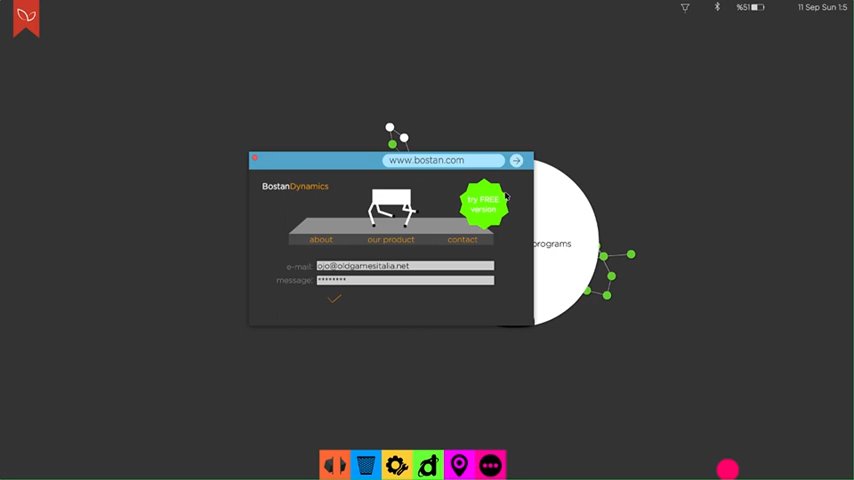 %51
11 Sep Sun 1:5
www.bostan.com
BostanDynamics
try FREE
version
about
our product
contact
programs
e-mail:
ojo@oldgamesitalia.net
message:
********